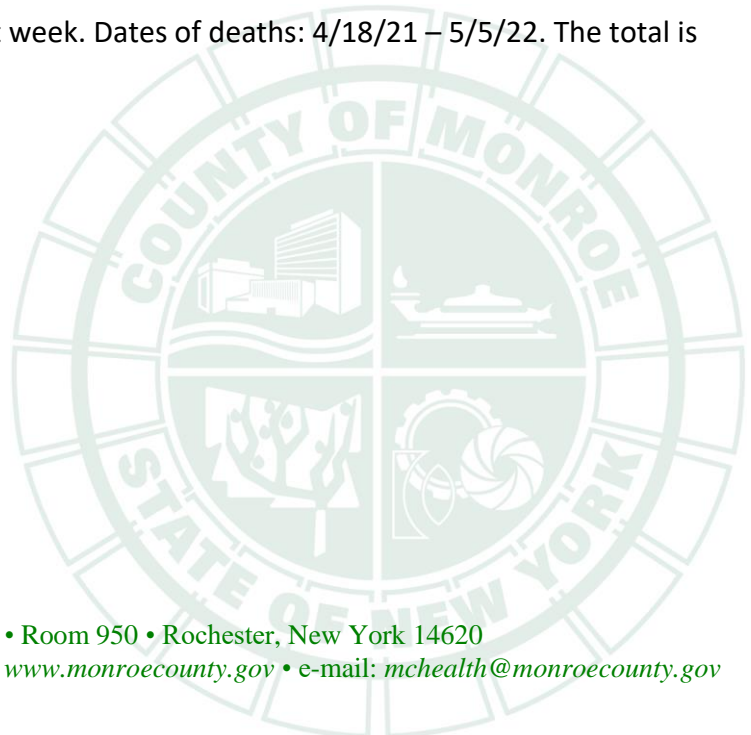 week. Dates of deaths: 4/18/21 – 5/5/22. The total is
COUNTY OF MONROE
STATE OF NEW YORK
• Room 950 • Rochester, New York 14620
www.monroecounty.gov • e-mail: mchealth@monroecounty.gov